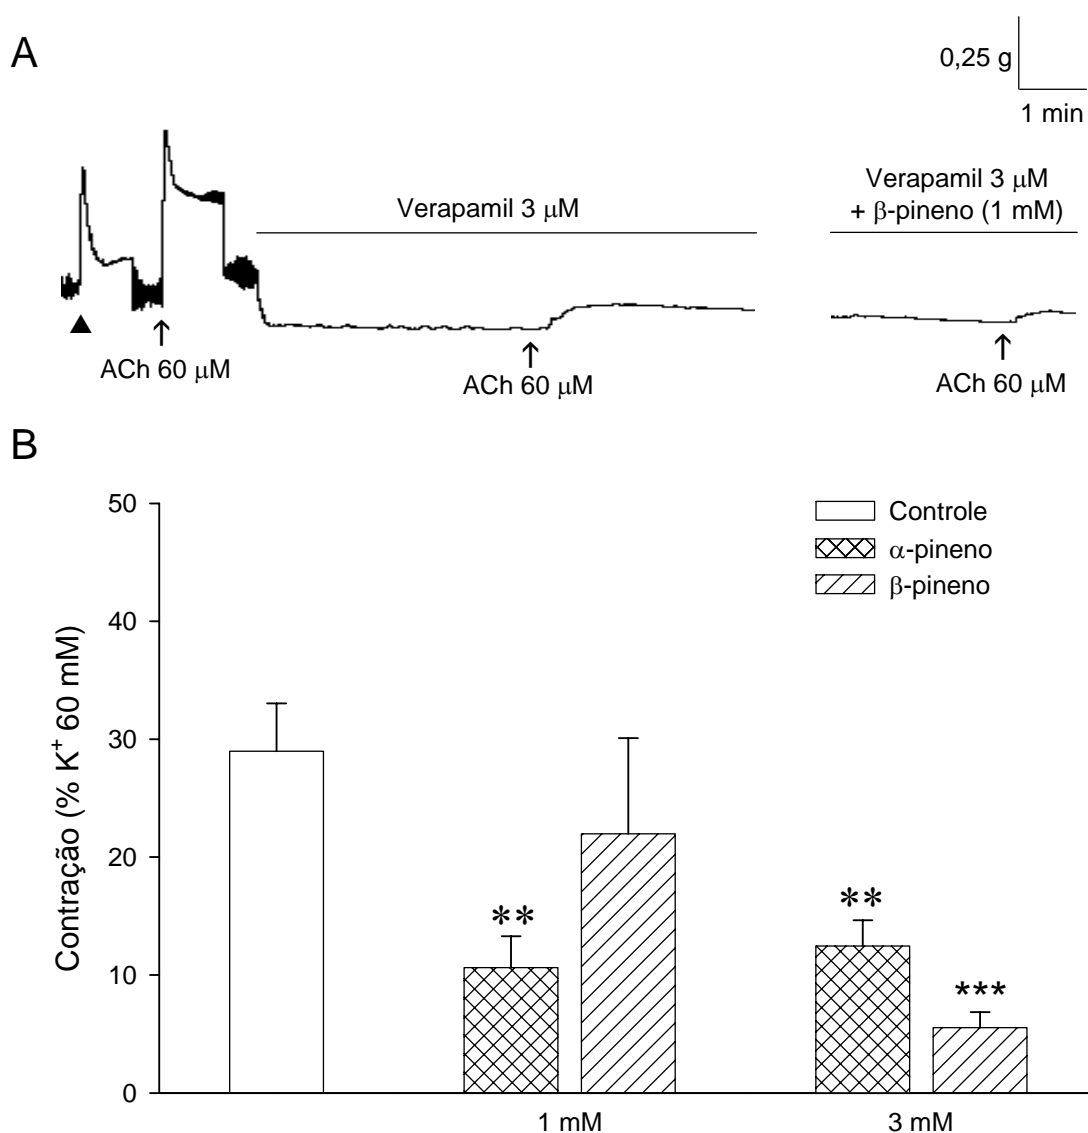 A
0,25 g
1 min
Verapamil 3 μM
Verapamil 3 μM
+ β-pineno (1 mM)
ACh 60 μM
ACh 60 μM
ACh 60 μM
B
Contração (% K⁺ 60 mM)
50
40
30
20
10
0
Controle
α-pineno
β-pineno
**
**
***
1 mM
3 mM